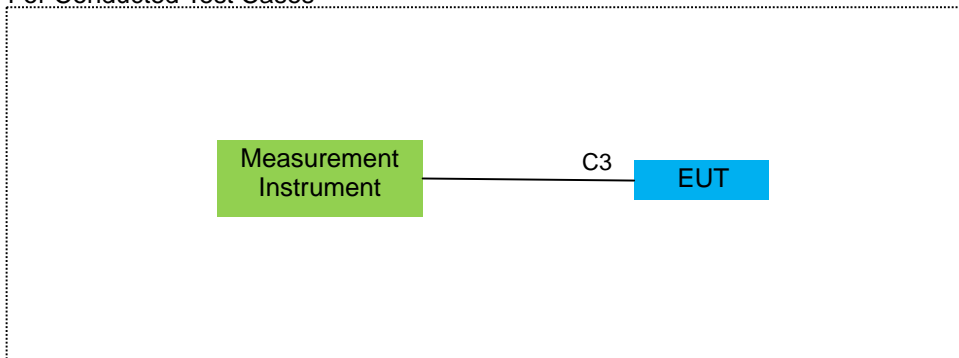 For Conducted Test Cases
Measurement
Instrument
C3
EUT